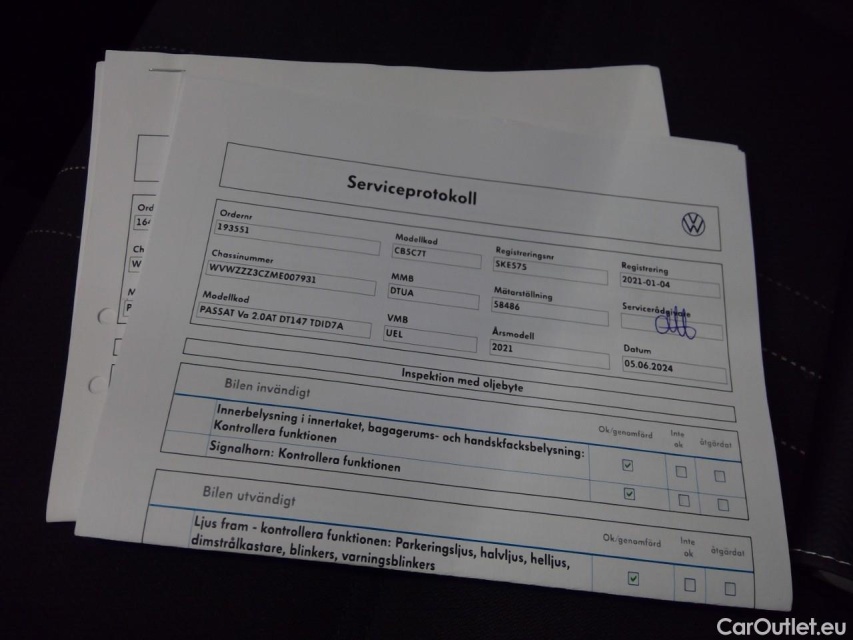 Serviceprotokoll
Ordernr
193551
Modellkod
CB5C7T
Registreringsnr
SKE575
Registrering
2021-01-04
Chassinummer
WVWZZZ3CZME007931
MMB
DTUA
Mätarställning
58486
Servicerådgivare
Modellkod
PASSAT Va 2.0AT DT147 TDID7A
VMB
UEL
Årsmodell
2021
Datum
05.06.2024
Inspektion med oljebyte
Bilen invändigt
Ok/genomförd
Inte ok
åtgärdat
Innerbelysning i innertaket, bagagerums- och handskfacksbelysning:
Kontrollera funktionen
Signalhorn: Kontrollera funktionen
Bilen utvändigt
Ok/genomförd
Inte ok
åtgärdat
Ljus fram - kontrollera funktionen: Parkeringsljus, halvljus, helljus,
dimstrålkastare, blinkers, varningsblinkers
CarOutlet.eu